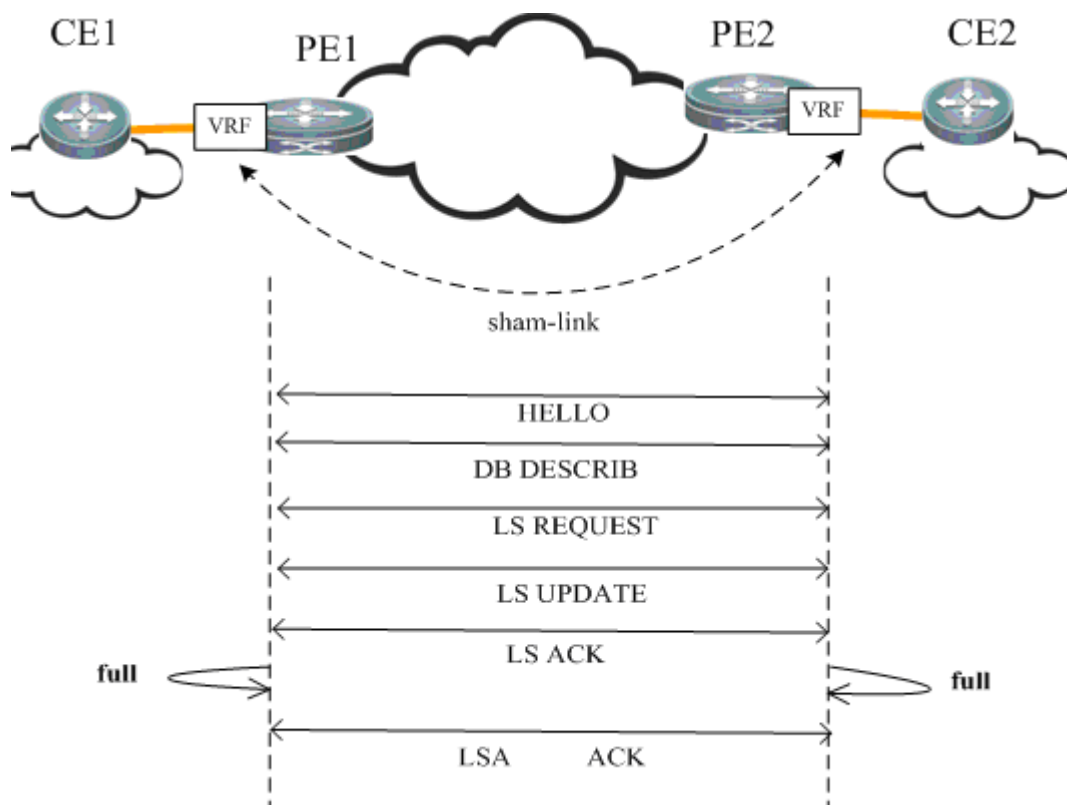 CE1
PE1
PE2
CE2
VRF
VRF
sham-link
HELLO
DB DESCRIB
LS REQUEST
LS UPDATE
LS ACK
full
full
LSA ACK